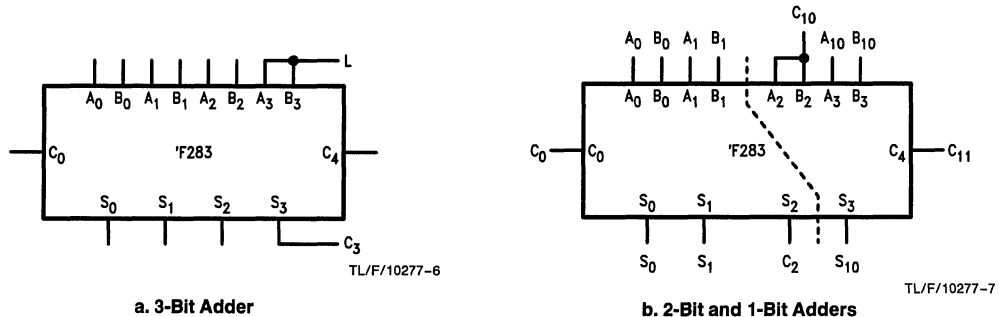 L
A0 B0 A1 B1 A2 B2 A3 B3
C0 'F283 C4
S0 S1 S2 S3
C3
TL/F/10277-6
a. 3-Bit Adder
C10
A0 B0 A1 B1 A10 B10
A0 B0 A1 B1 A2 B2 A3 B3
C0 C0 'F283 C4 C11
S0 S1 S2 S3
S0 S1 C2 S10
TL/F/10277-7
b. 2-Bit and 1-Bit Adders